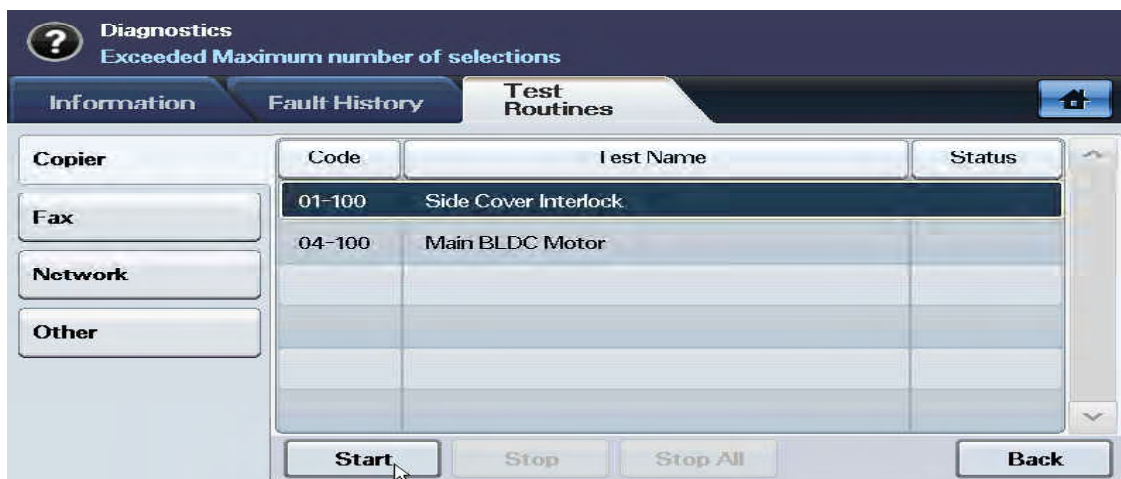 ?
Diagnostics
Exceeded Maximum number of selections
Information
Fault History
Test
Routines
Copier
Fax
Network
Other
Code
Test Name
Status
01-100 Side Cover Interlock
04-100 Main BLDC Motor
Start
Stop
Stop All
Back